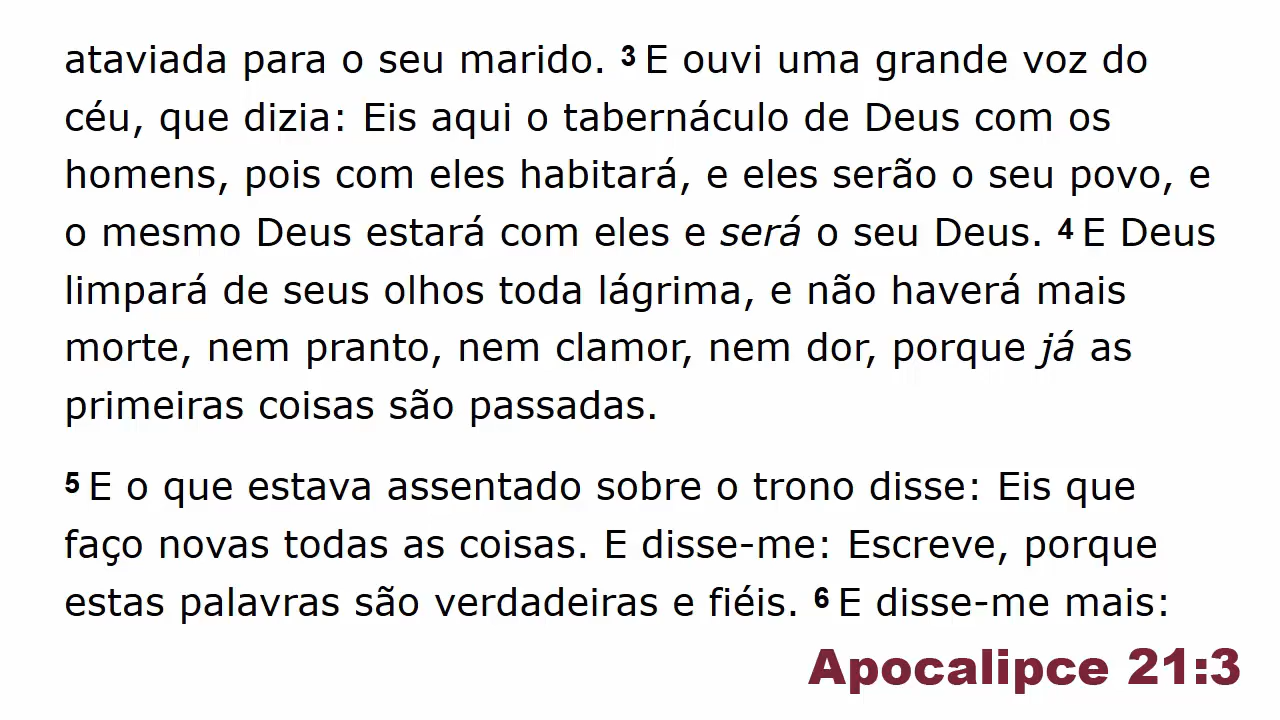 ataviada para o seu marido. 3 E ouvi uma grande voz do
céu, que dizia: Eis aqui o tabernáculo de Deus com os
homens, pois com eles habitará, e eles serão o seu povo, e
o mesmo Deus estará com eles e será o seu Deus. 4 E Deus
limpará de seus olhos toda lágrima, e não haverá mais
morte, nem pranto, nem clamor, nem dor, porque já as
primeiras coisas são passadas.
5 E o que estava assentado sobre o trono disse: Eis que
faço novas todas as coisas. E disse-me: Escreve, porque
estas palavras são verdadeiras e fiéis. 6 E disse-me mais:
Apocalipce 21:3